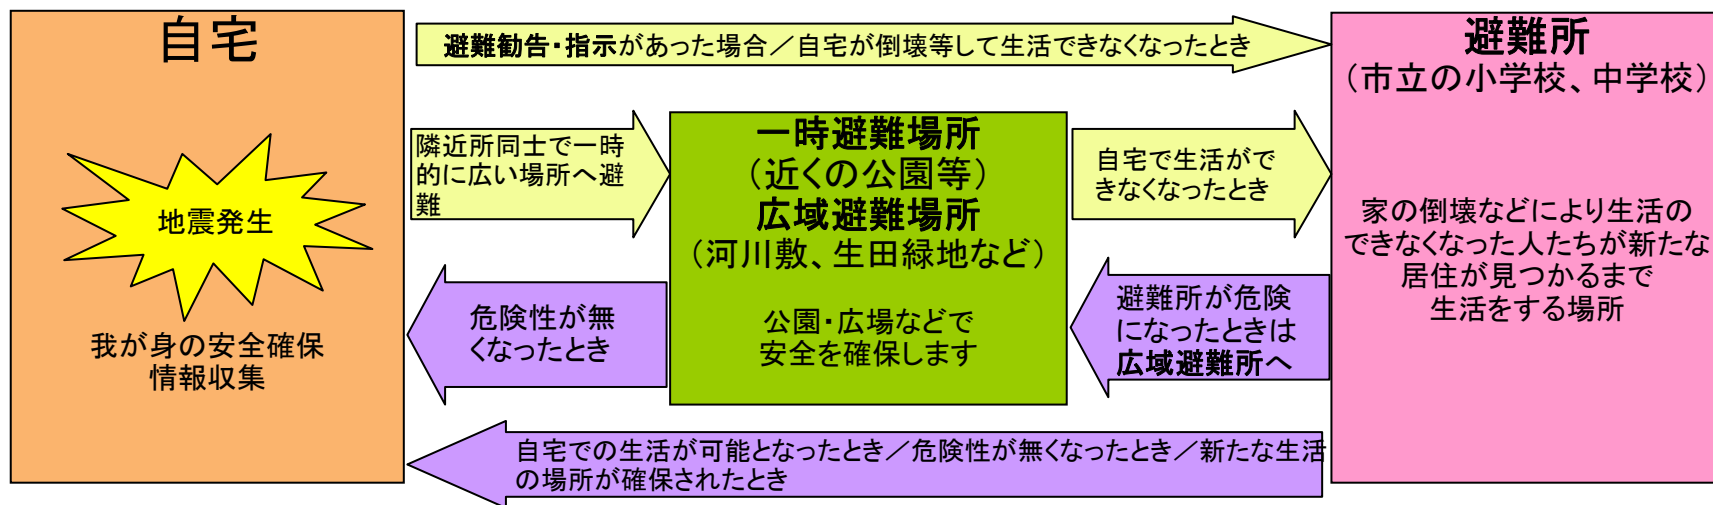 自宅
地震発生
我が身の安全確保
情報収集
避難勧告・指示があった場合／自宅が倒壊等して生活できなくなったとき
隣近所同士で一時
的に広い場所へ避
難
危険性が無
くなったとき
一時避難場所
（近くの公園等）
広域避難場所
（河川敷、生田緑地など）
公園・広場などで
安全を確保します
自宅で生活がで
きなくなったとき
避難所が危険
になったときは
広域避難所へ
自宅での生活が可能となったとき／危険性が無くなったとき／新たな生活
の場所が確保されたとき
避難所
（市立の小学校、中学校）
家の倒壊などにより生活の
できなくなった人たちが新たな
居住が見つかるまで
生活をする場所